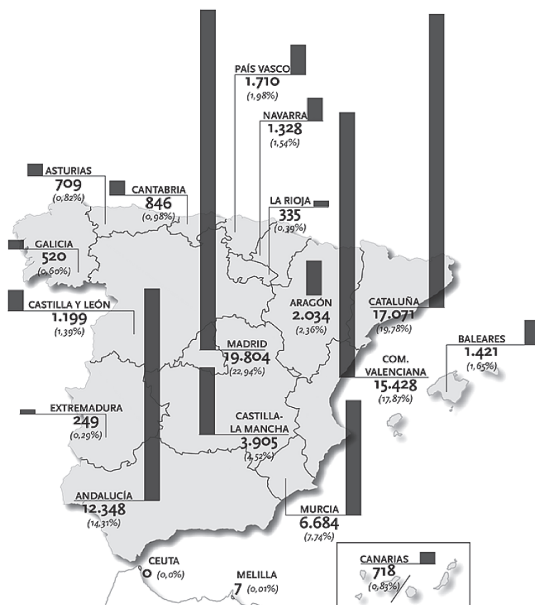 PAÍS VASCO
1.710
(1,98%)
NAVARRA
1.328
(1,54%)
ASTURIAS
709
(0,82%)
CANTABRIA
846
(0,98%)
LA RIOJA
335
(0,39%)
GALICIA
520
(0,60%)
CASTILLA Y LEÓN
1.199
(1,39%)
ARAGÓN
2.034
(2,36%)
CATALUÑA
17.071
(19,78%)
MADRID
19.804
(22,94%)
COM.
VALENCIANA
15.428
(17,87%)
BALEARES
1.421
(1,65%)
EXTREMADURA
249
(0,29%)
CASTILLA-
LA MANCHA
3.905
(4,52%)
ANDALUCÍA
12.348
(14,31%)
MURCIA
6.684
(7,74%)
CEUTA
0 (0,0%)
MELILLA
7 (0,01%)
CANARIAS
718
(0,83%)